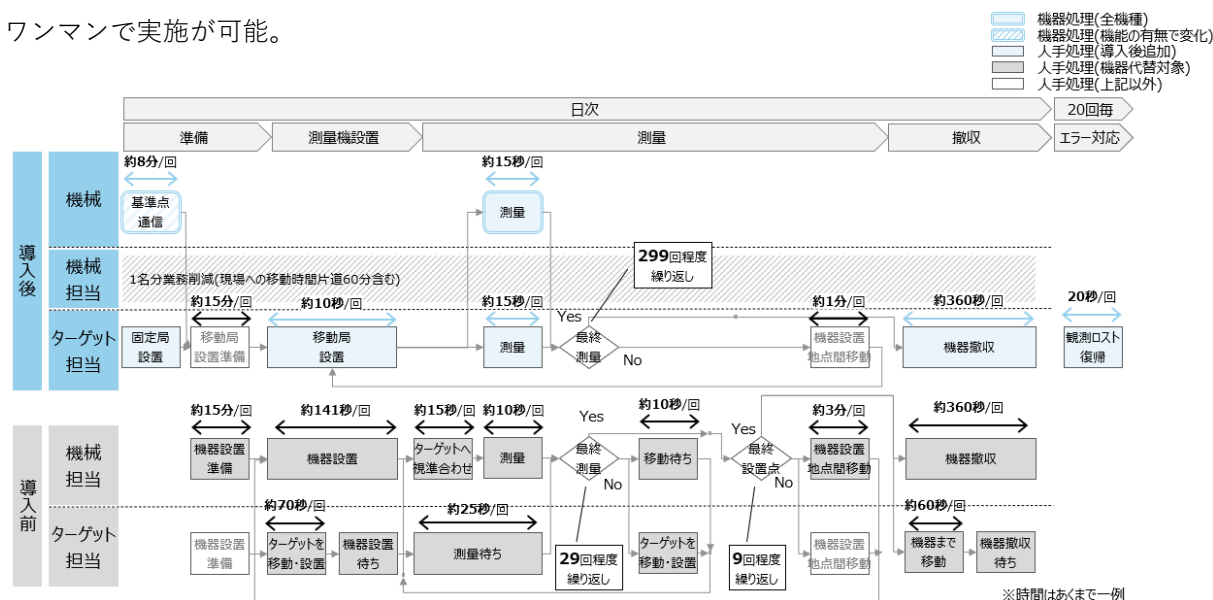 ワンマンで実施が可能。
機器処理(全機種)
機器処理(機能の有無で変化)
人手処理(導入後追加)
人手処理(機器代替対象)
人手処理(上記以外)
日次
20回毎
準備
測量機設置
測量
撤収
エラー対応
導入後
機械
約8分/回
基準点
通信
約15秒/回
測量
機械
担当
1名分業務削減(現場への移動時間片道60分含む)
299回程度
繰り返し
ターゲット
担当
固定局
設置
約15分/回
移動局
設置準備
約10秒/回
移動局
設置
約15秒/回
測量
Yes
最終
測量
No
約1分/回
機器設置
地点間移動
約360秒/回
機器撤収
20秒/回
観測ロスト
復帰
導入前
機械
担当
約15分/回
機器設置
準備
約141秒/回
機器設置
約15秒/回
ターゲットへ
視準合わせ
約10秒/回
測量
Yes
最終
測量
No
約10秒/回
移動待ち
Yes
最終
設置点
No
約3分/回
機器設置
地点間移動
約360秒/回
機器撤収
ターゲット
担当
機器設置
準備
約70秒/回
ターゲットを
移動・設置
機器設置
待ち
約25秒/回
測量待ち
29回程度
繰り返し
ターゲットを
移動・設置
9回程度
繰り返し
機器設置
地点間移動
約60秒/回
機器まで
移動
機器撤収
待ち
※時間はあくまで一例